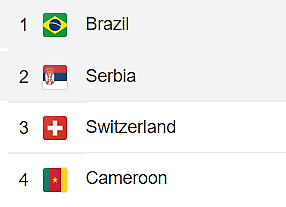 1 Brazil
2 Serbia
3 Switzerland
4 Cameroon